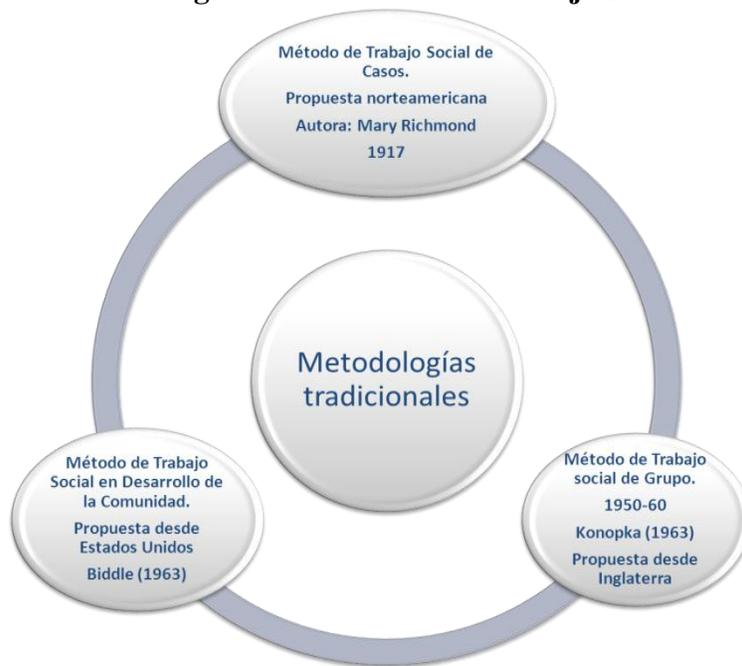 Método de Trabajo Social de
Casos.
Propuesta norteamericana
Autora: Mary Richmond
1917
Metodologías
tradicionales
Método de Trabajo
Social en Desarrollo de
la Comunidad.
Propuesta desde
Estados Unidos
Biddle (1963)
Método de Trabajo
social de Grupo.
1950-60
Konopka (1963)
Propuesta desde
Inglaterra